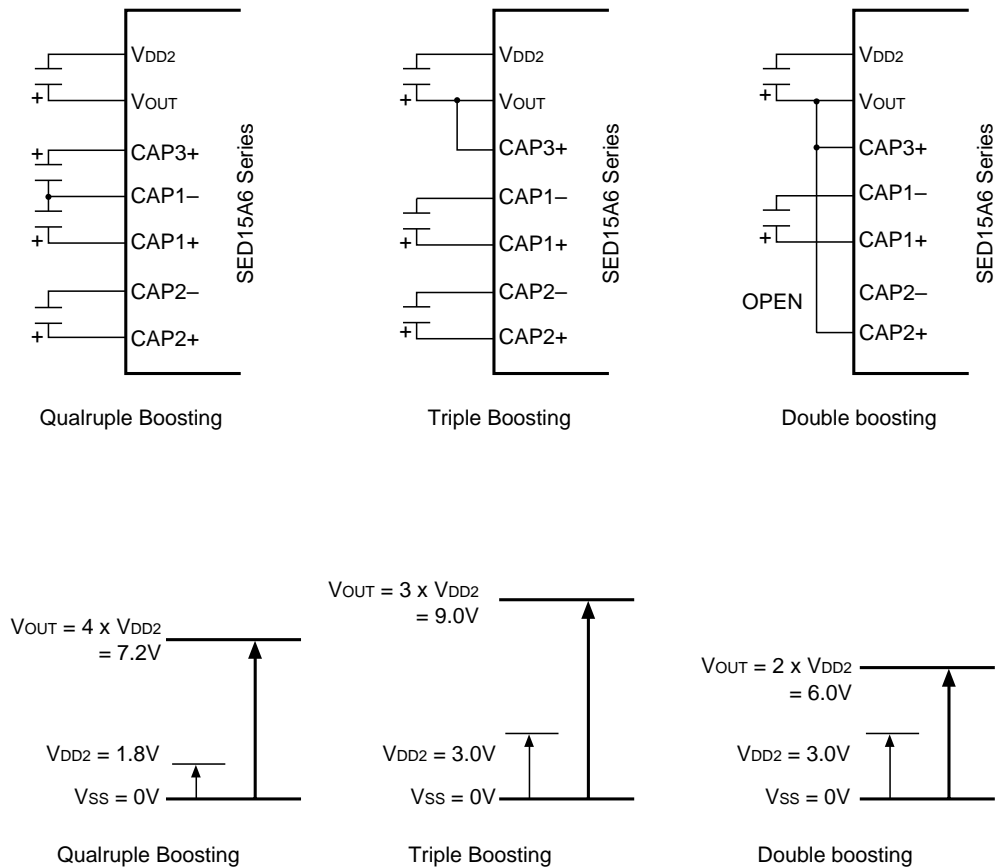 VDD2
VOUT
CAP3+
CAP1–
CAP1+
CAP2–
CAP2+
SED15A6 Series
Qualruple Boosting
VDD2
VOUT
CAP3+
CAP1–
CAP1+
CAP2–
CAP2+
SED15A6 Series
Triple Boosting
VDD2
VOUT
CAP3+
CAP1–
CAP1+
OPEN
CAP2–
CAP2+
SED15A6 Series
Double boosting
+
+
+
+
+
+
+
+
+
VOUT = 4 x VDD2
= 7.2V
VDD2 = 1.8V
VSS = 0V
Qualruple Boosting
VOUT = 3 x VDD2
= 9.0V
VDD2 = 3.0V
Triple Boosting
VOUT = 2 x VDD2
= 6.0V
VDD2 = 3.0V
VSS = 0V
Double boosting